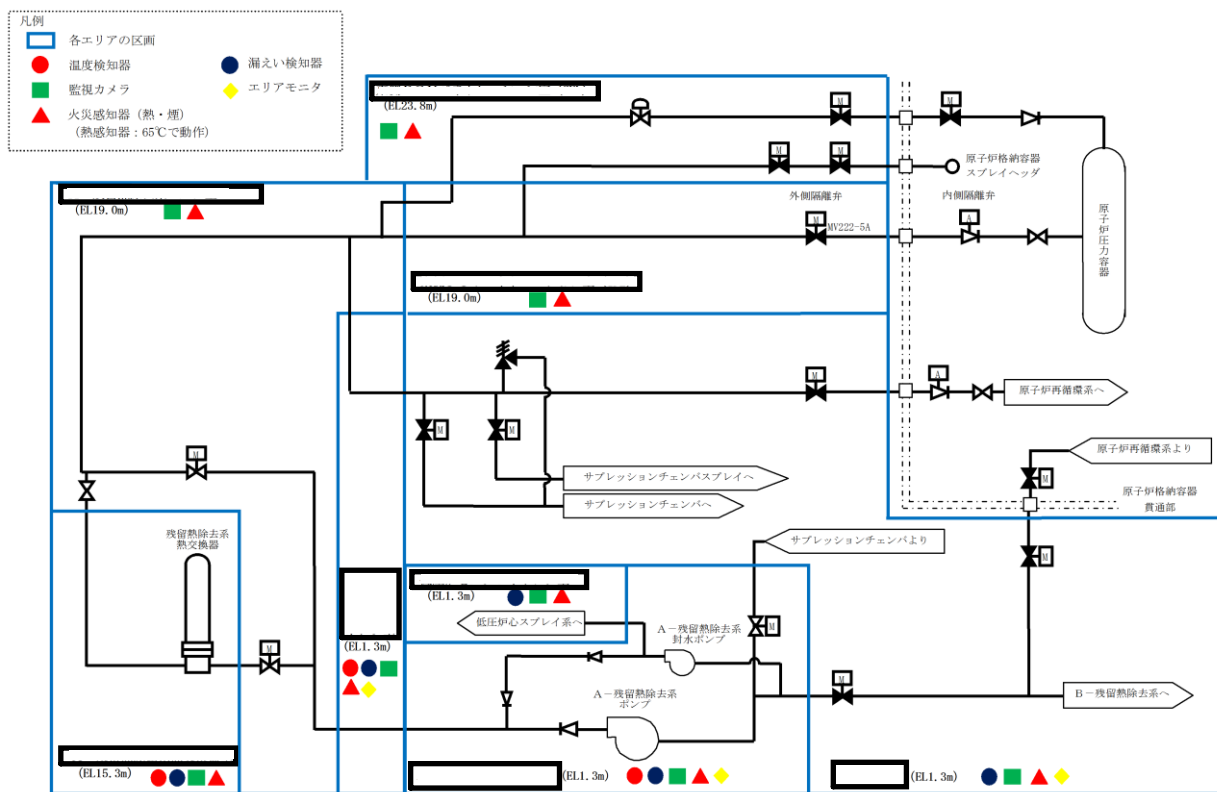 凡例
各エリアの区画
温度検知器
漏えい検知器
監視カメラ
エリアモニタ
火災感知器（熱・煙）
（熱感知器：65℃で動作）
(EL23.8m)
M
M
M
M
原子炉格納容器
スプレイヘッダ
(EL19.0m)
外側隔離弁
内側隔離弁
M
MV222-5A
A
原子炉圧力容器
(EL19.0m)
M
A
原子炉再循環系へ
M
M
M
原子炉再循環系より
M
サプレッションチェンバスプレイへ
サプレッションチェンバへ
原子炉格納容器
貫通部
残留熱除去系
熱交換器
サプレッションチェンバより
M
(EL1.3m)
低圧炉心スプレイ系へ
A－残留熱除去系
封水ポンプ
M
(EL1.3m)
M
M
A－残留熱除去系
ポンプ
B－残留熱除去系へ
(EL15.3m)
(EL1.3m)
(EL1.3m)